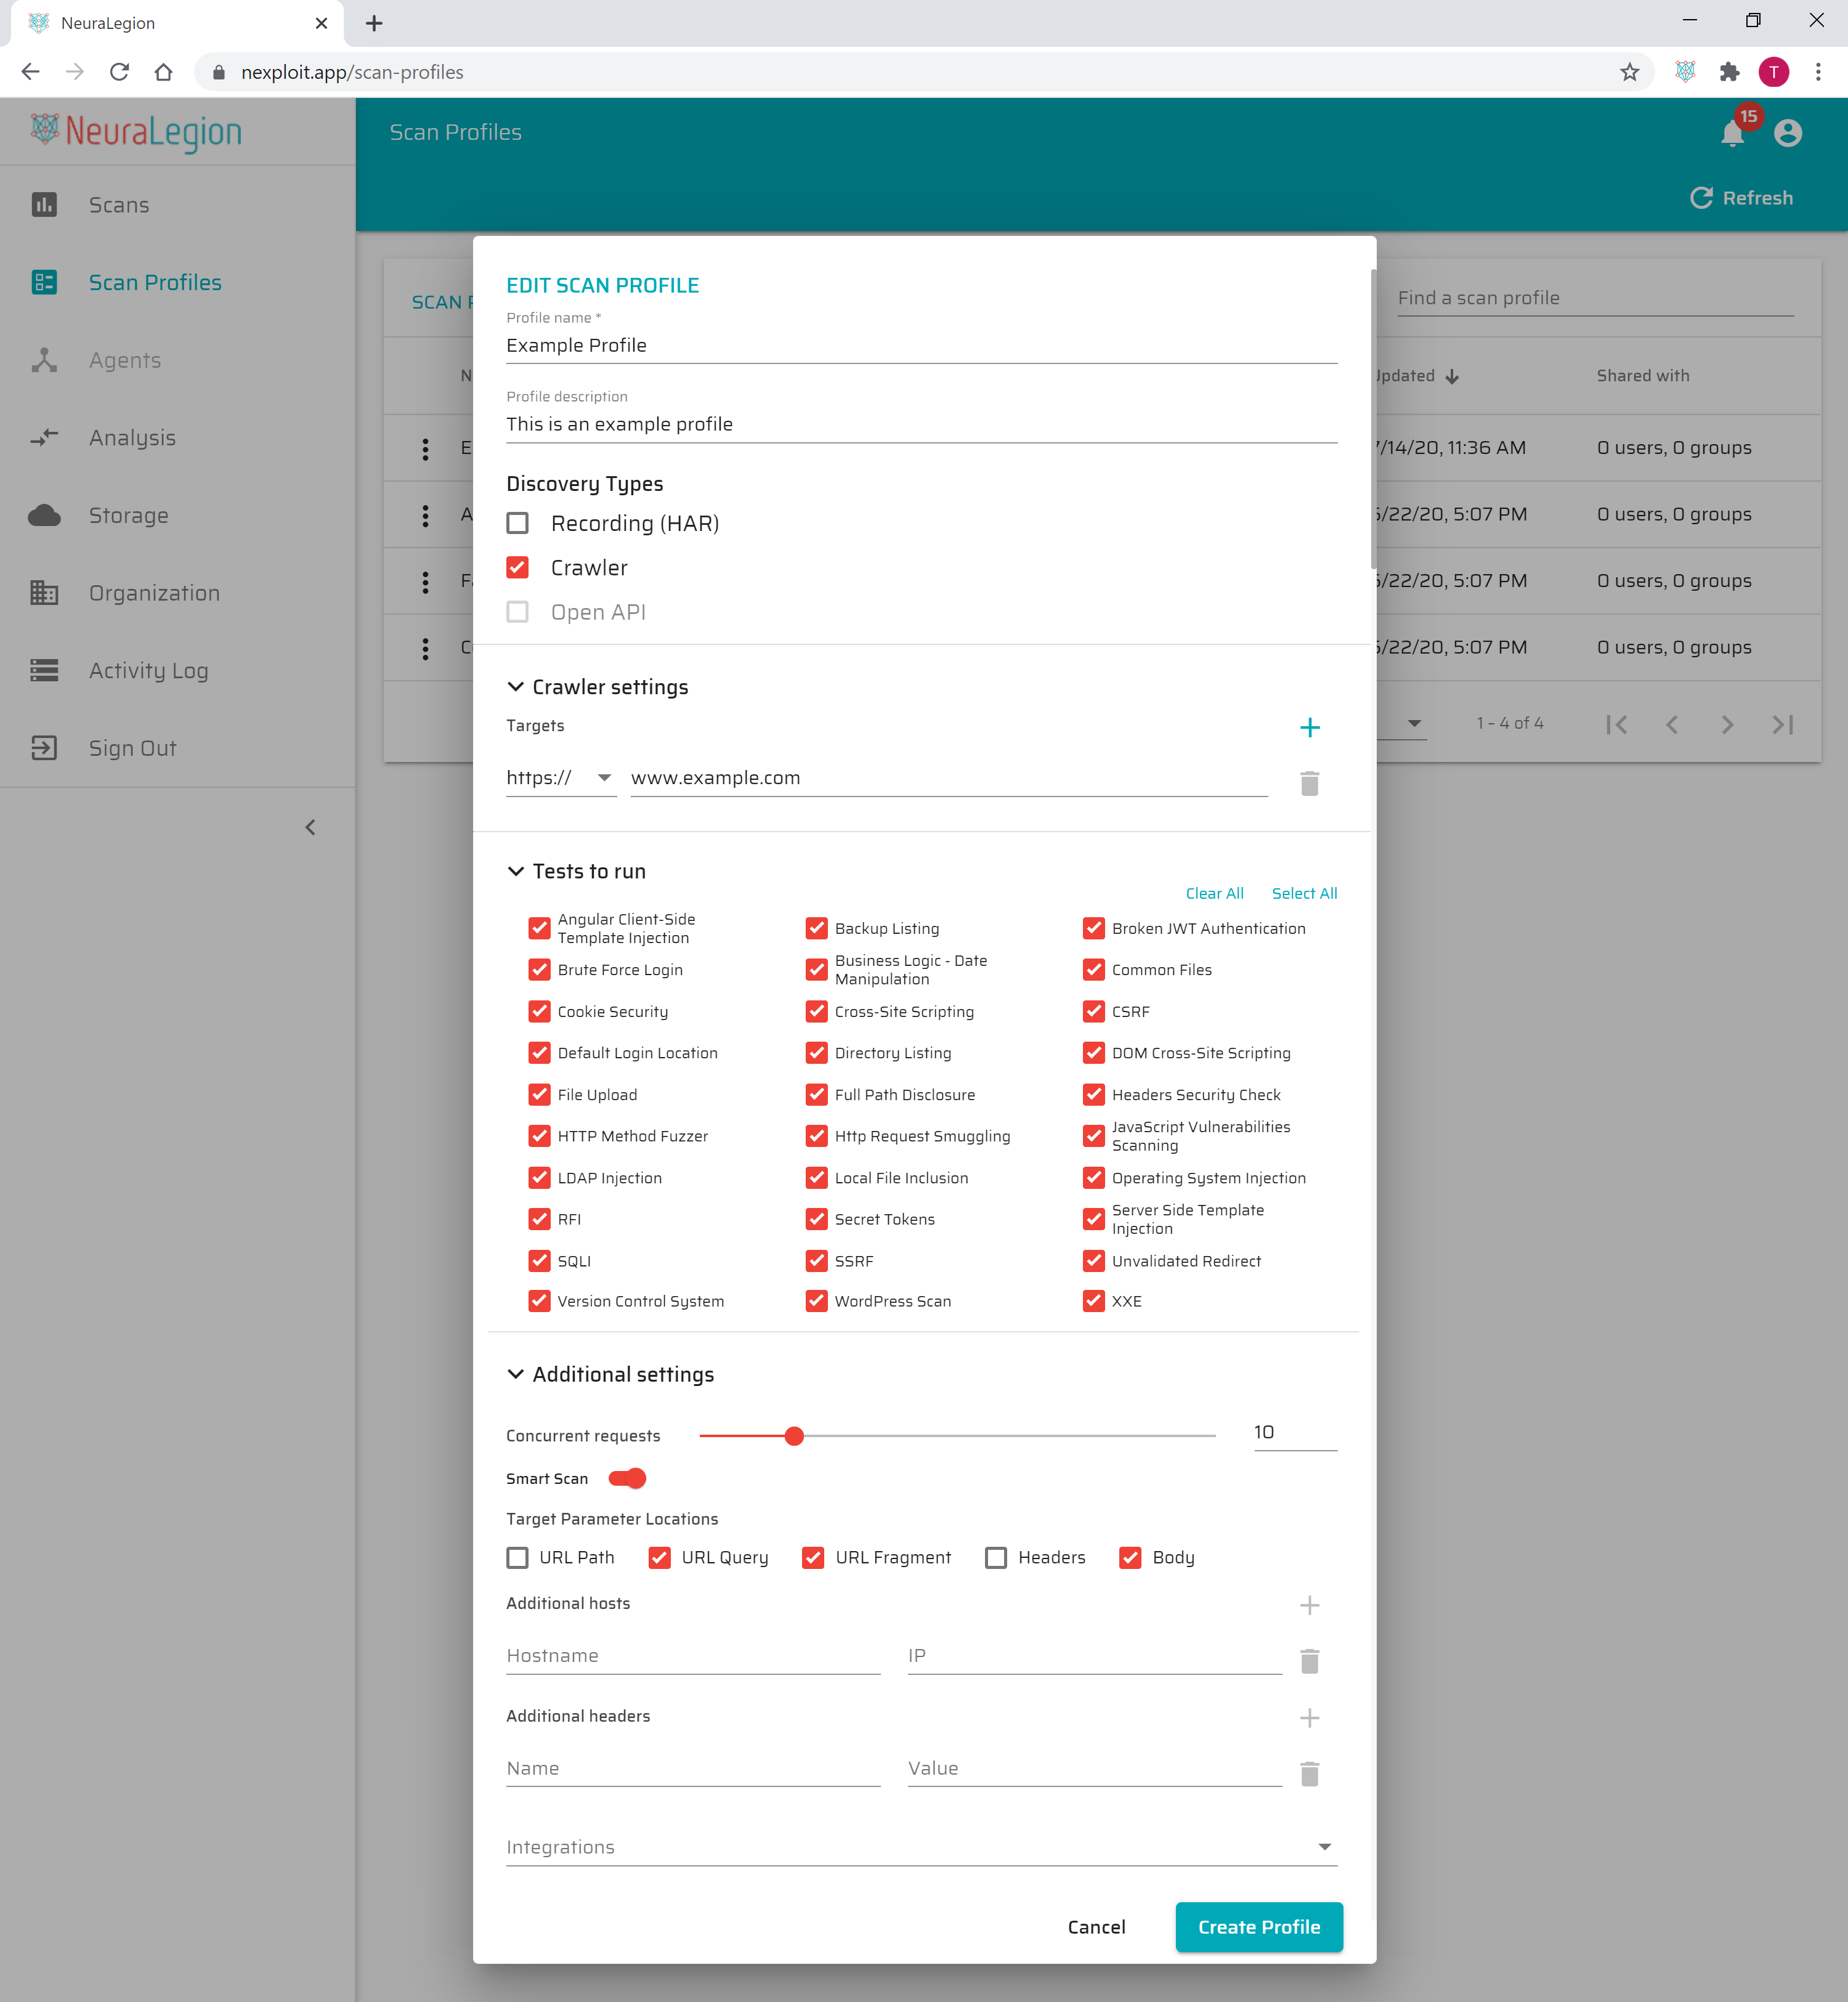 NeuraLegion
nexploit.app/scan-profiles
T
NeuraLegion
Scan Profiles
15
Refresh
Scans
Scan Profiles
Agents
Analysis
Storage
Organization
Activity Log
Sign Out
SCAN
Find a scan profile
Updated
Shared with
7/14/20, 11:36 AM
0 users, 0 groups
/22/20, 5:07 PM
0 users, 0 groups
/22/20, 5:07 PM
0 users, 0 groups
/22/20, 5:07 PM
0 users, 0 groups
1 - 4 of 4
EDIT SCAN PROFILE
Profile name *
Example Profile
Profile description
This is an example profile
Discovery Types
Recording (HAR)
Crawler
Open API
Crawler settings
Targets
https://
www.example.com
Tests to run
Clear All
Select All
Angular Client-Side
Template Injection
Backup Listing
Broken JWT Authentication
Brute Force Login
Business Logic - Date
Manipulation
Common Files
Cookie Security
Cross-Site Scripting
CSRF
Default Login Location
Directory Listing
DOM Cross-Site Scripting
File Upload
Full Path Disclosure
Headers Security Check
HTTP Method Fuzzer
Http Request Smuggling
JavaScript Vulnerabilities
Scanning
LDAP Injection
Local File Inclusion
Operating System Injection
RFI
Secret Tokens
Server Side Template
Injection
SQLI
SSRF
Unvalidated Redirect
Version Control System
WordPress Scan
XXE
Additional settings
Concurrent requests
10
Smart Scan
Target Parameter Locations
URL Path
URL Query
URL Fragment
Headers
Body
Additional hosts
Hostname
IP
Additional headers
Name
Value
Integrations
Cancel
Create Profile